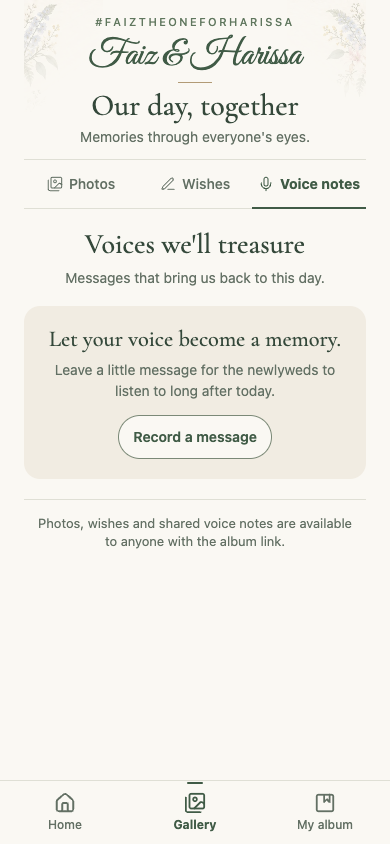 #FAIZTHEONEFORHARISSA
Faiz & Harissa
Our day, together
Memories through everyone's eyes.
Photos
Wishes
Voice notes
Voices we'll treasure
Messages that bring us back to this day.
Let your voice become a memory.
Leave a little message for the newlyweds to
listen to long after today.
Record a message
Photos, wishes and shared voice notes are available
to anyone with the album link.
Home
Gallery
My album